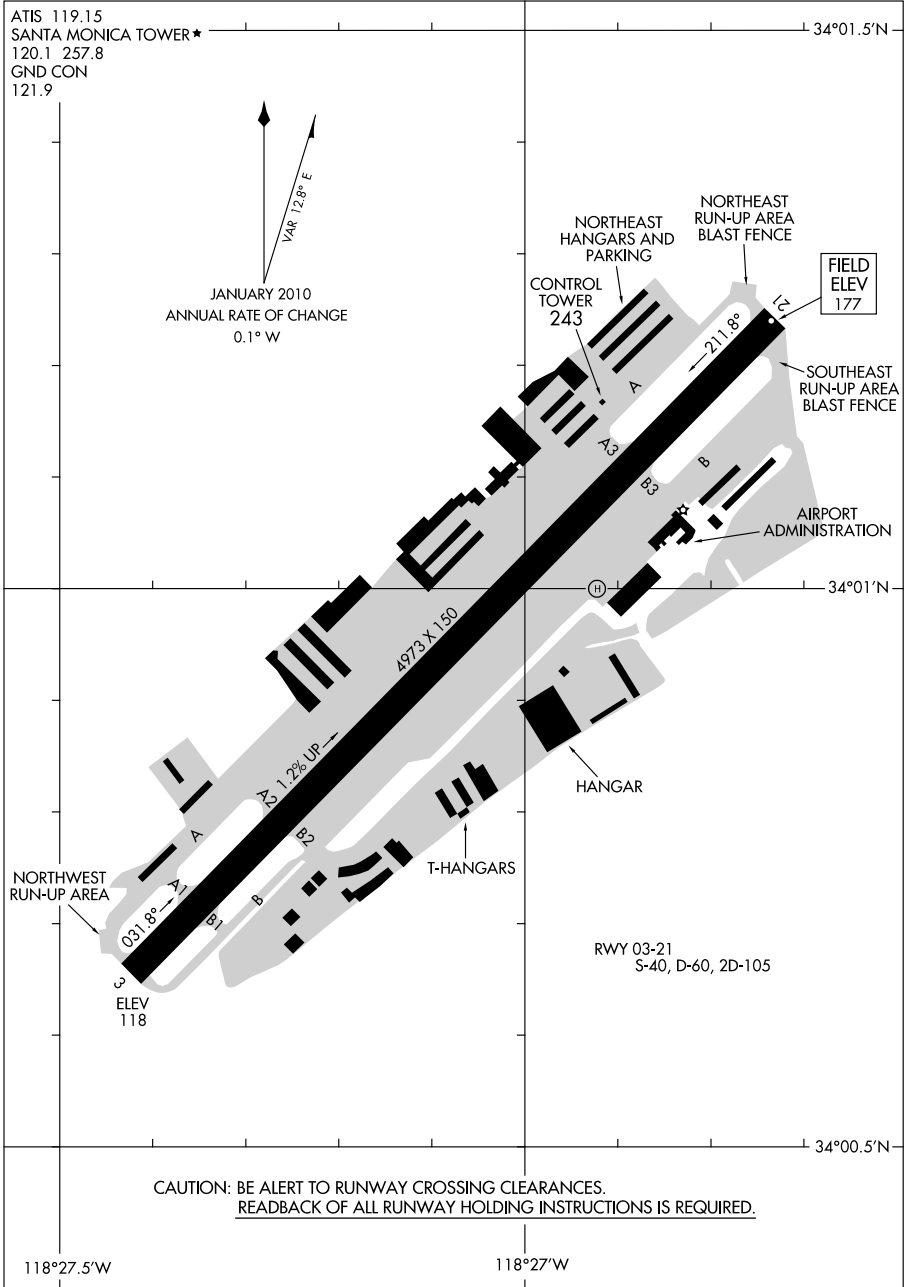 ATIS 119.15
SANTA MONICA TOWER ★
120.1 257.8
GND CON
121.9
34°01.5'N
VAR 12.8° E
JANUARY 2010
ANNUAL RATE OF CHANGE
0.1° W
NORTHEAST
HANGARS AND
PARKING
NORTHEAST
RUN-UP AREA
BLAST FENCE
CONTROL
TOWER
243
FIELD
ELEV
177
21
211.8°
A
SOUTHEAST
RUN-UP AREA
BLAST FENCE
A3
B
B3
AIRPORT
ADMINISTRATION
H
34°01'N
4973 X 150
1.2% UP
HANGAR
A2
A
B2
T-HANGARS
NORTHWEST
RUN-UP AREA
A1
B
031.8°
B1
3
ELEV
118
RWY 03-21
S-40, D-60, 2D-105
34°00.5'N
CAUTION: BE ALERT TO RUNWAY CROSSING CLEARANCES.
READBACK OF ALL RUNWAY HOLDING INSTRUCTIONS IS REQUIRED.
118°27.5'W
118°27'W